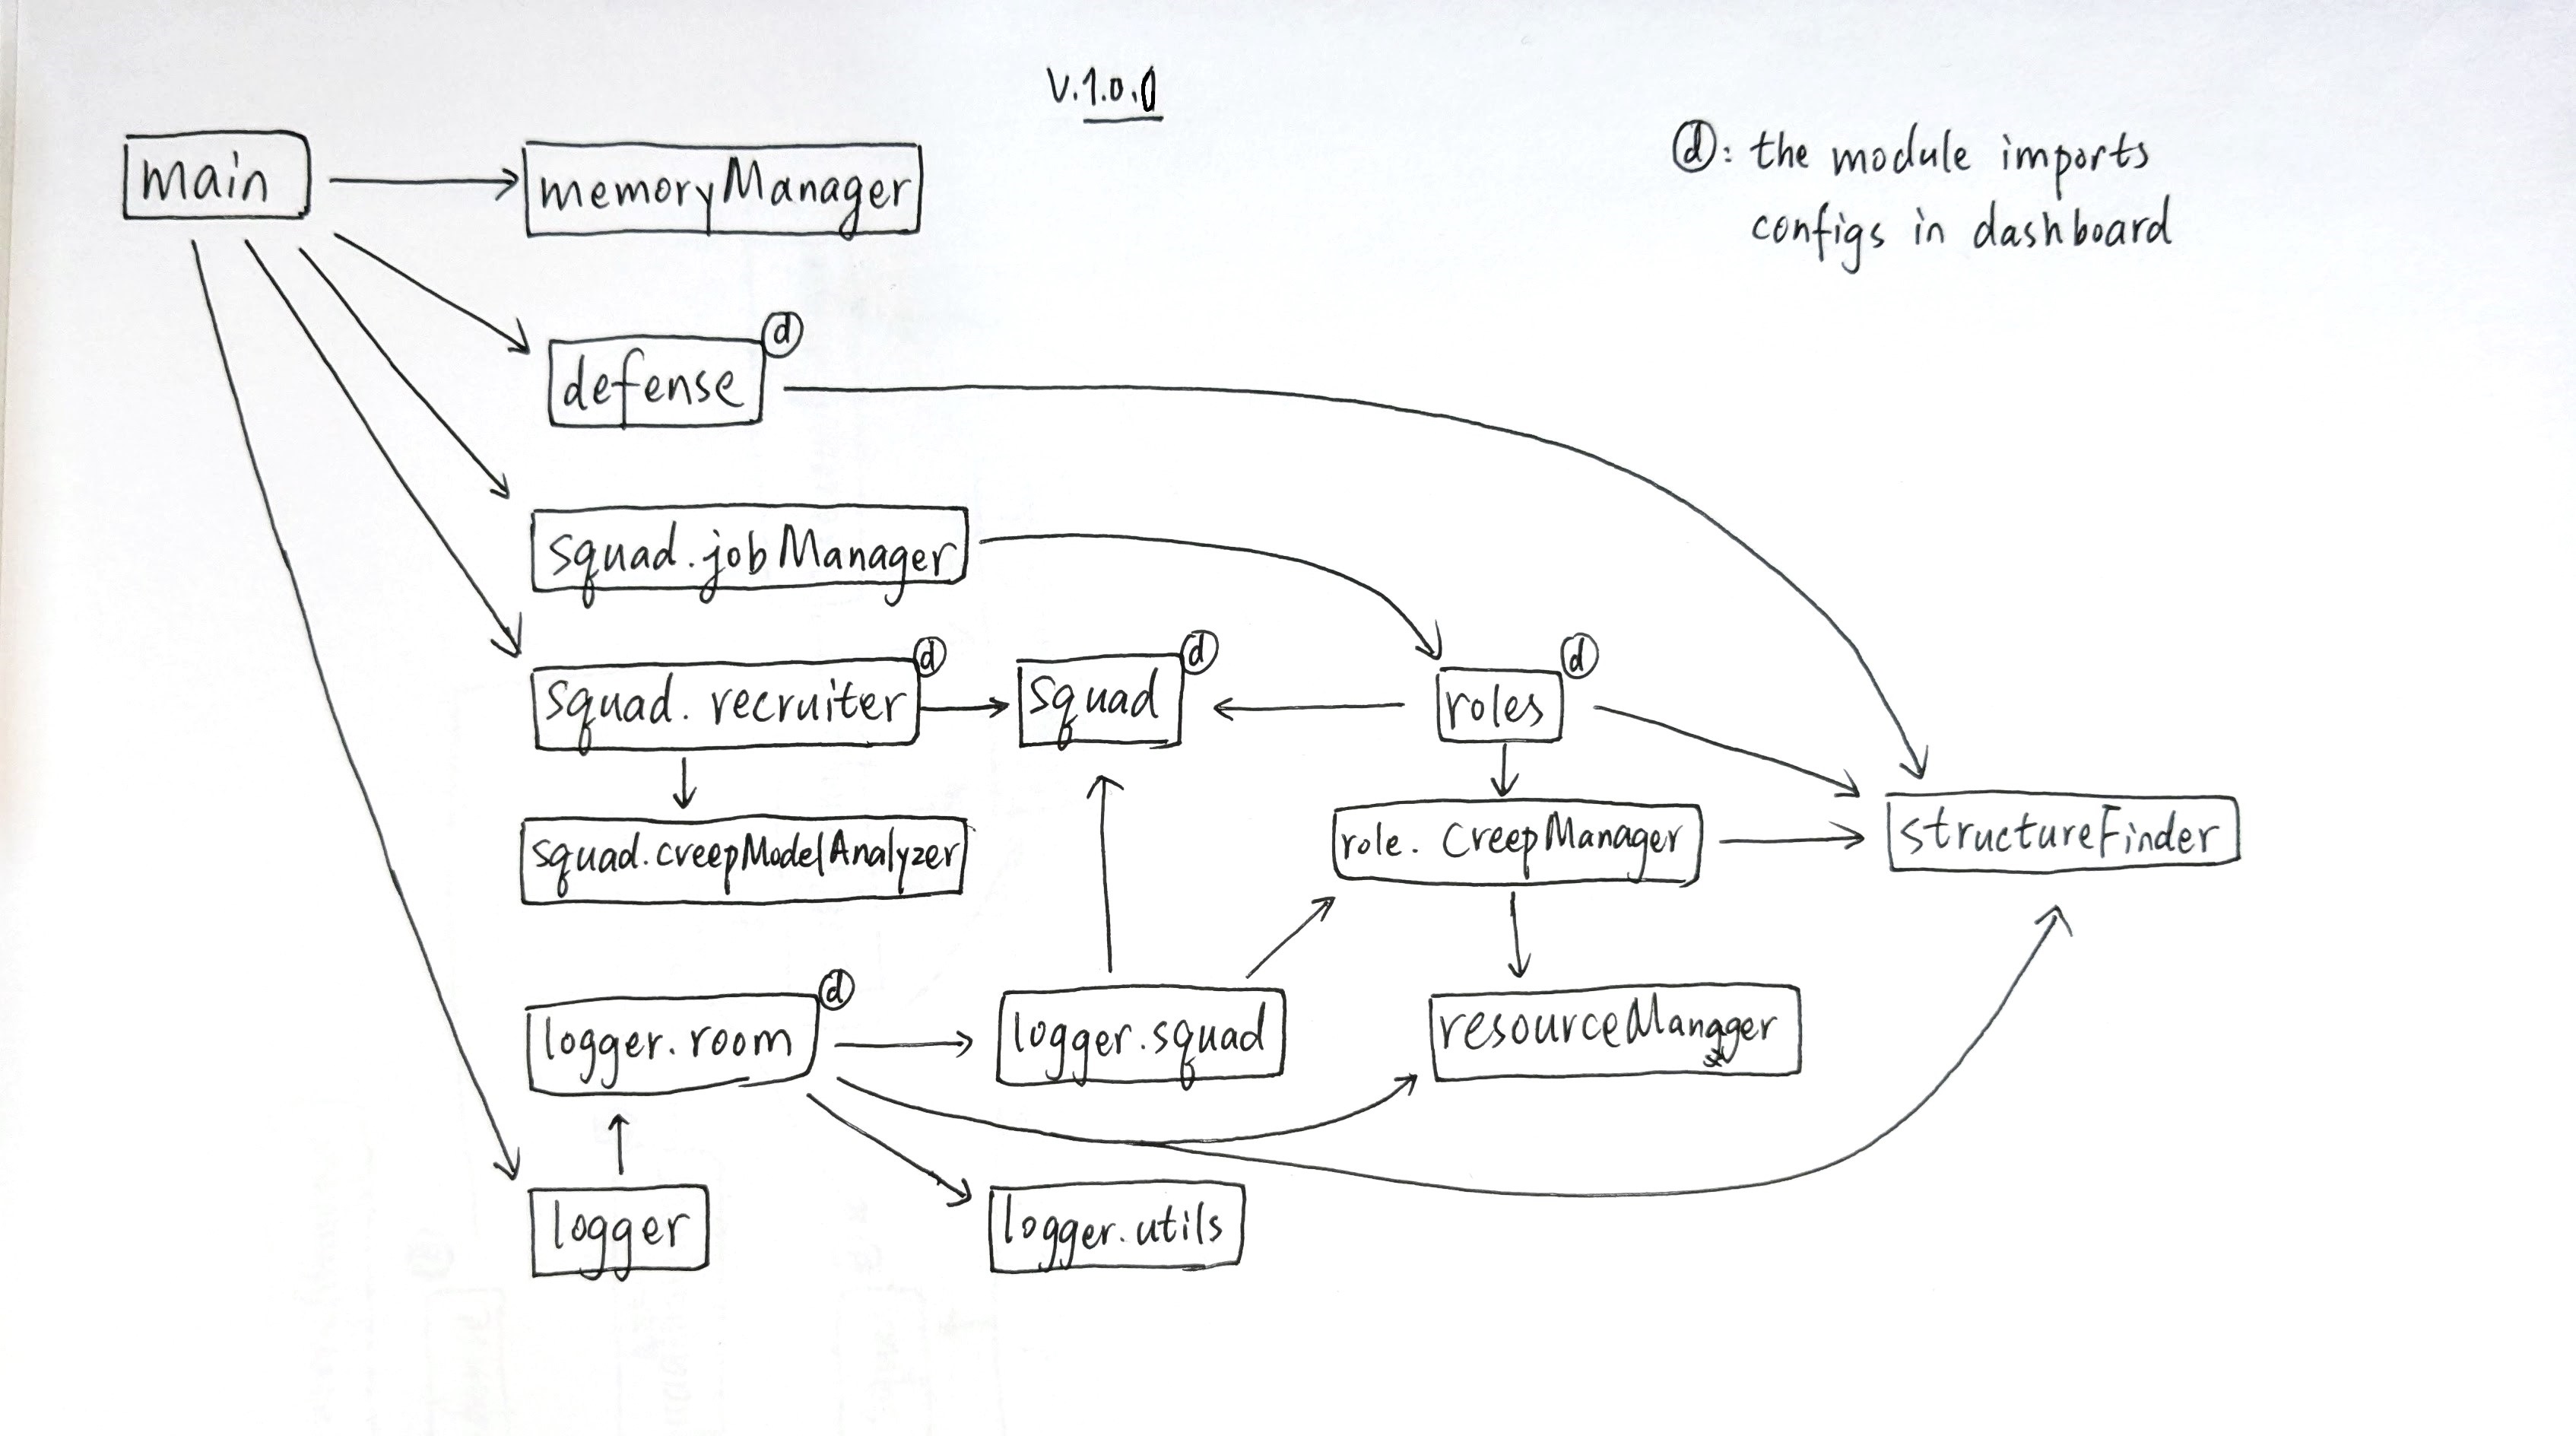 V.1.0.0
main
memoryManager
ⓓ: the module imports
configs in dashboard
defense
ⓓ
squad.jobManager
squad. recruiter
ⓓ
squad
ⓓ
roles
ⓓ
squad.creepModelAnalyzer
role. CreepManager
structureFinder
logger.room
ⓓ
logger.squad
resourceManager
logger
logger.utils